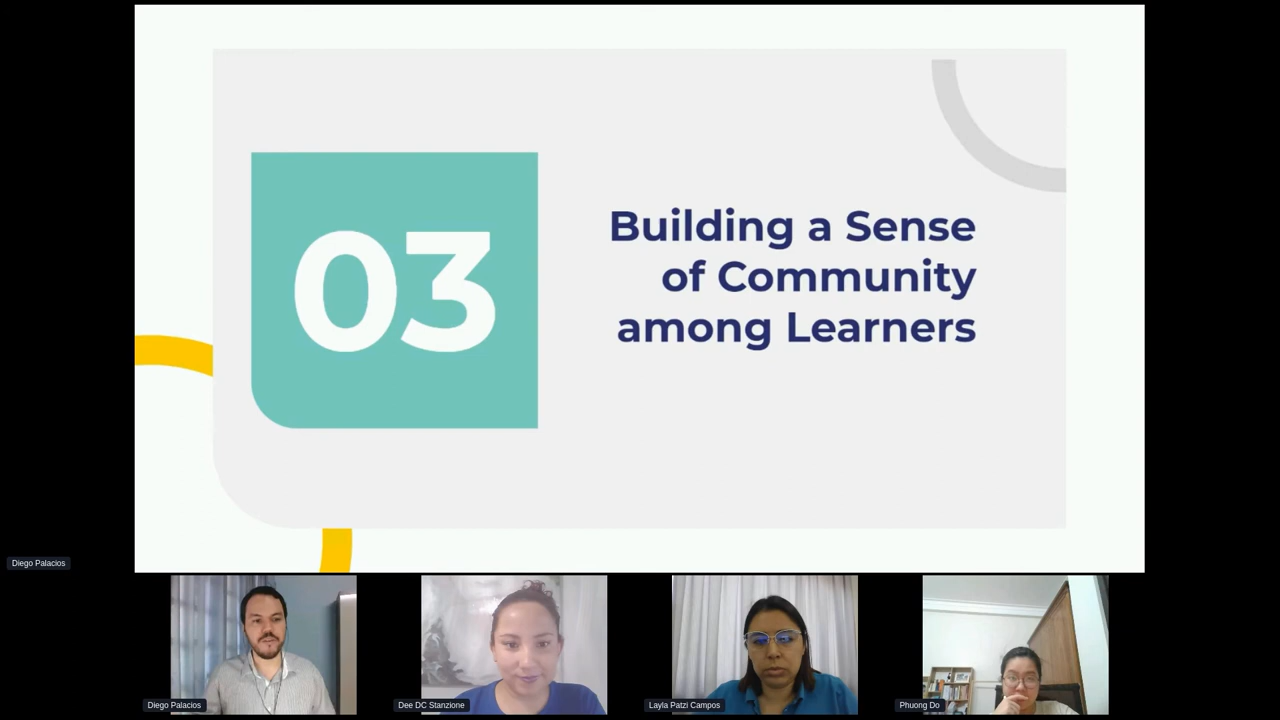 03
Building a Sense
of Community
among Learners
Diego Palacios
Diego Palacios
Dee DC Stanzione
Layla Patzi Campos
Phuong Do